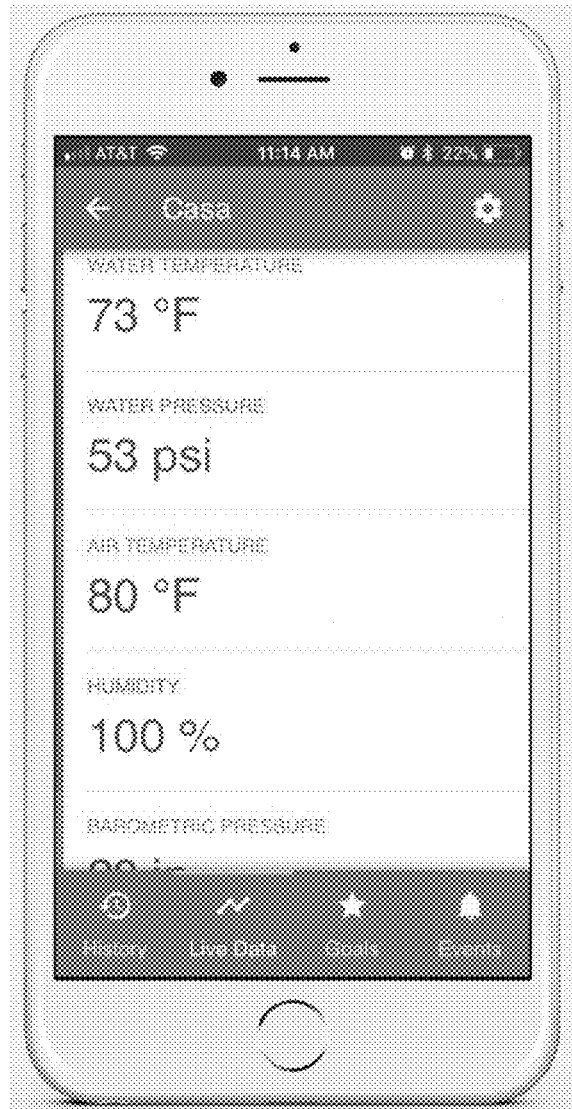 AT&T 11:14 AM 22%
Casa
WATER TEMPERATURE
73 °F
WATER PRESSURE
53 psi
AIR TEMPERATURE
80 °F
HUMIDITY
100 %
BAROMETRIC PRESSURE
History Live Data Goals Events